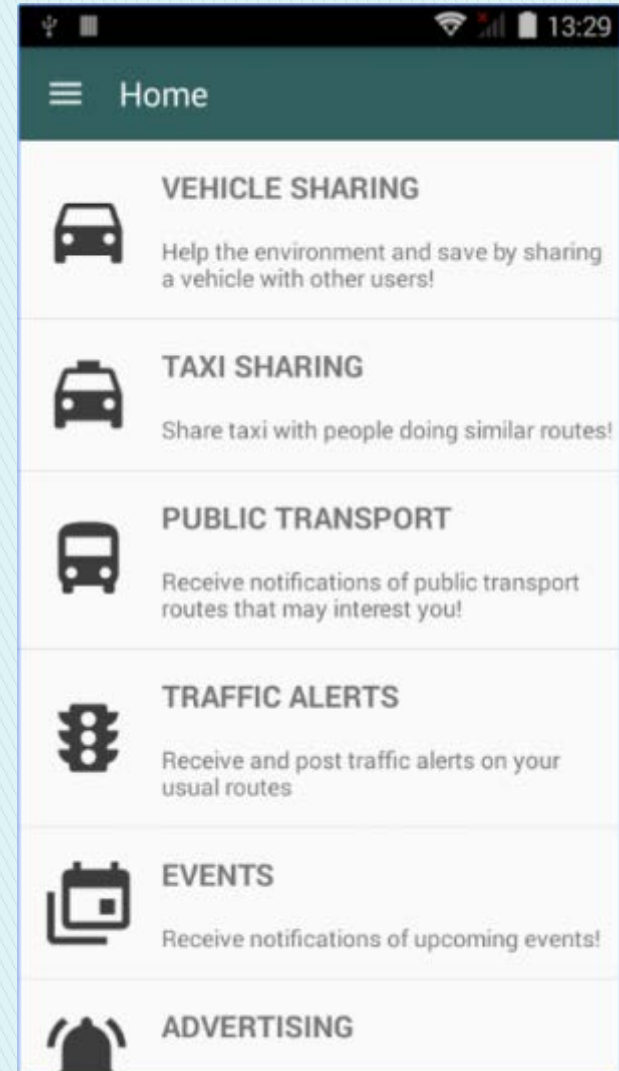 13:29
Home
VEHICLE SHARING
Help the environment and save by sharing
a vehicle with other users!
TAXI SHARING
Share taxi with people doing similar routes!
PUBLIC TRANSPORT
Receive notifications of public transport
routes that may interest you!
TRAFFIC ALERTS
Receive and post traffic alerts on your
usual routes
EVENTS
Receive notifications of upcoming events!
ADVERTISING